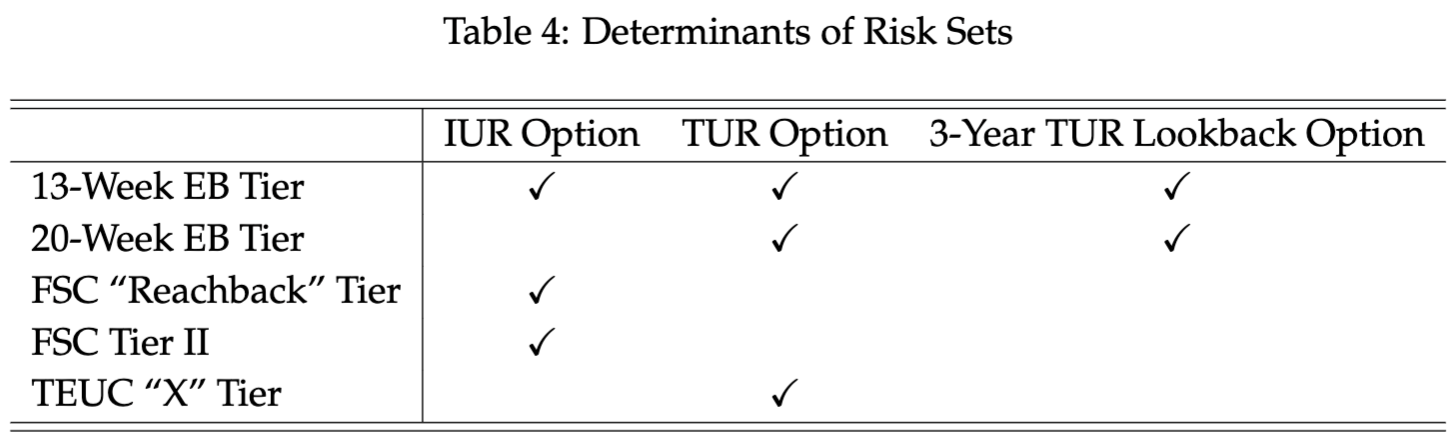 Table 4: Determinants of Risk Sets
IUR Option TUR Option 3-Year TUR Lookback Option
13-Week EB Tier ✓ ✓ ✓
20-Week EB Tier ✓ ✓
FSC “Reachback” Tier ✓
FSC Tier II ✓
TEUC “X” Tier ✓